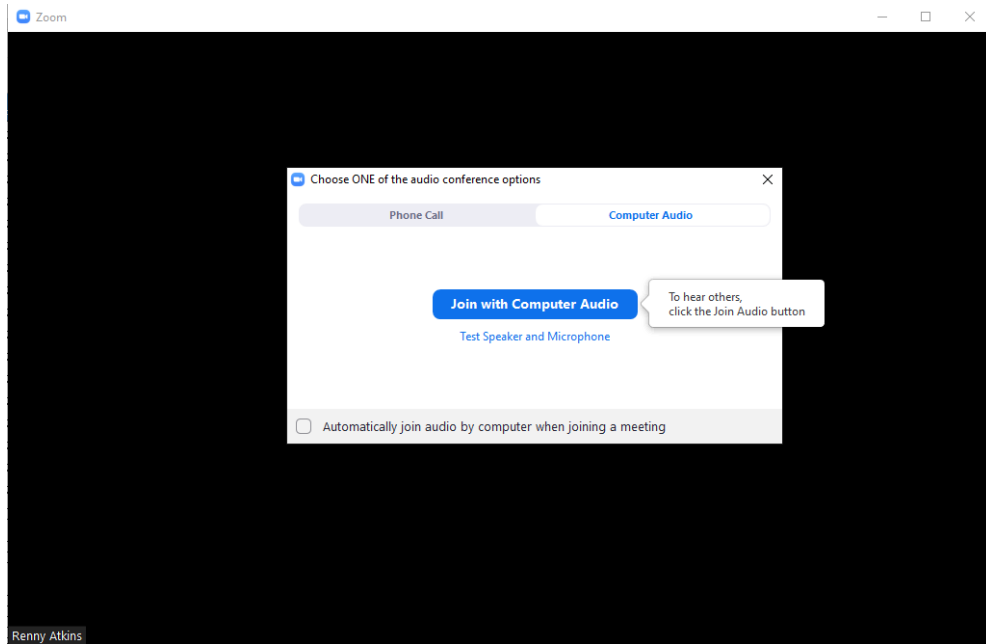 Zoom
Choose ONE of the audio conference options
Phone Call
Computer Audio
Join with Computer Audio
To hear others,
click the Join Audio button
Test Speaker and Microphone
Automatically join audio by computer when joining a meeting
Renny Atkins